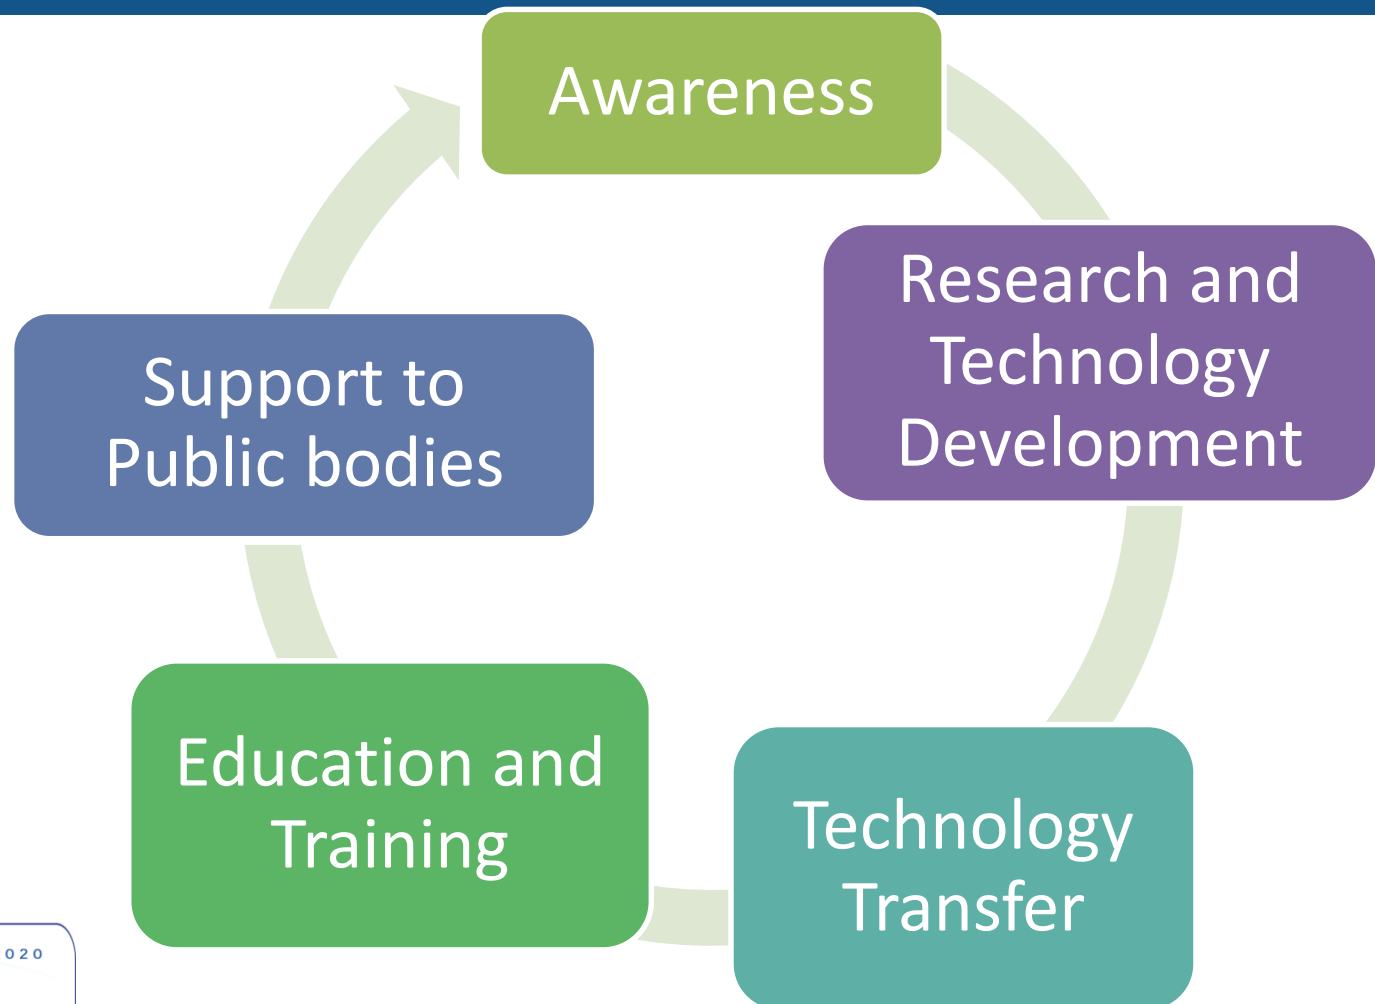 Awareness
Research and
Technology
Development
Support to
Public bodies
Education and
Training
Technology
Transfer
020